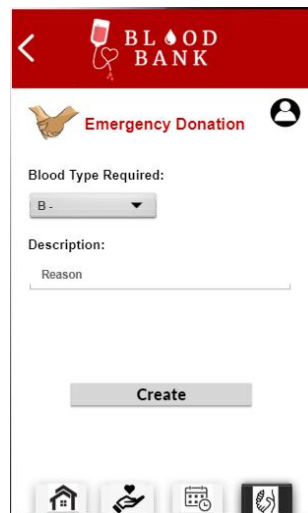 BLOOD
BANK
Emergency Donation
Blood Type Required:
B -
Description:
Reason
Create